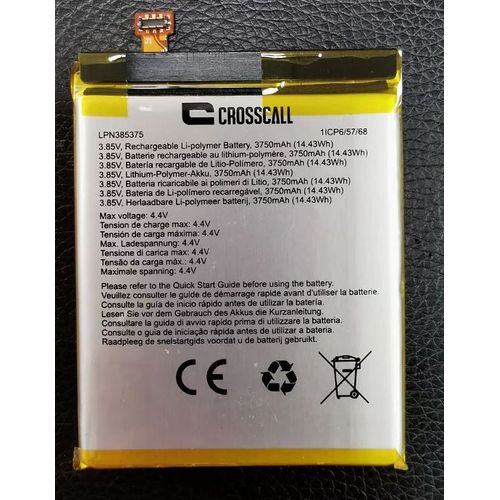 J1
CROSSCALL
LPN385375 1ICP6/57/68
3.85V, Rechargeable Li-polymer Battery, 3750mAh (14.43Wh)
3.85V, Batterie rechargeable au lithium-polymère, 3750mAh (14.43Wh)
3.85V, Batería recargable de Litio-Polímero, 3750mAh (14.43Wh)
3.85V, Lithium-Polymer-Akku, 3750mAh (14.43Wh)
3.85V, Batteria ricaricabile ai polimeri di Litio, 3750mAh (14.43Wh)
3.85V, Bateria de Li-polímero recarregável, 3750mAh (14.43Wh)
3.85V, Herlaadbare Li-polymeer batterij, 3750mAh (14.43Wh)
Max voltage: 4.4V
Tension de charge max: 4.4V
Tensión de carga máxima: 4.4V
Max. Ladespannung: 4.4V
Tensione di carica max: 4.4V
Tensão da carga máx.: 4.4V
Maximale spanning: 4.4V
Please refer to the Quick Start Guide before using the battery.
Veuillez consulter le guide de démarrage rapide avant d'utiliser la batterie.
Consulte la guía de inicio rápido antes de utilizar la batería.
Lesen Sie vor dem Gebrauch des Akkus die Kurzanleitung.
Consultare la guida di avvio rapido prima di utilizzare la batteria.
Consulte o guia de iniciação rápida antes de utilizar a bateria.
Raadpleeg de snelstartgids voordat u de batterij gebruikt.
CE